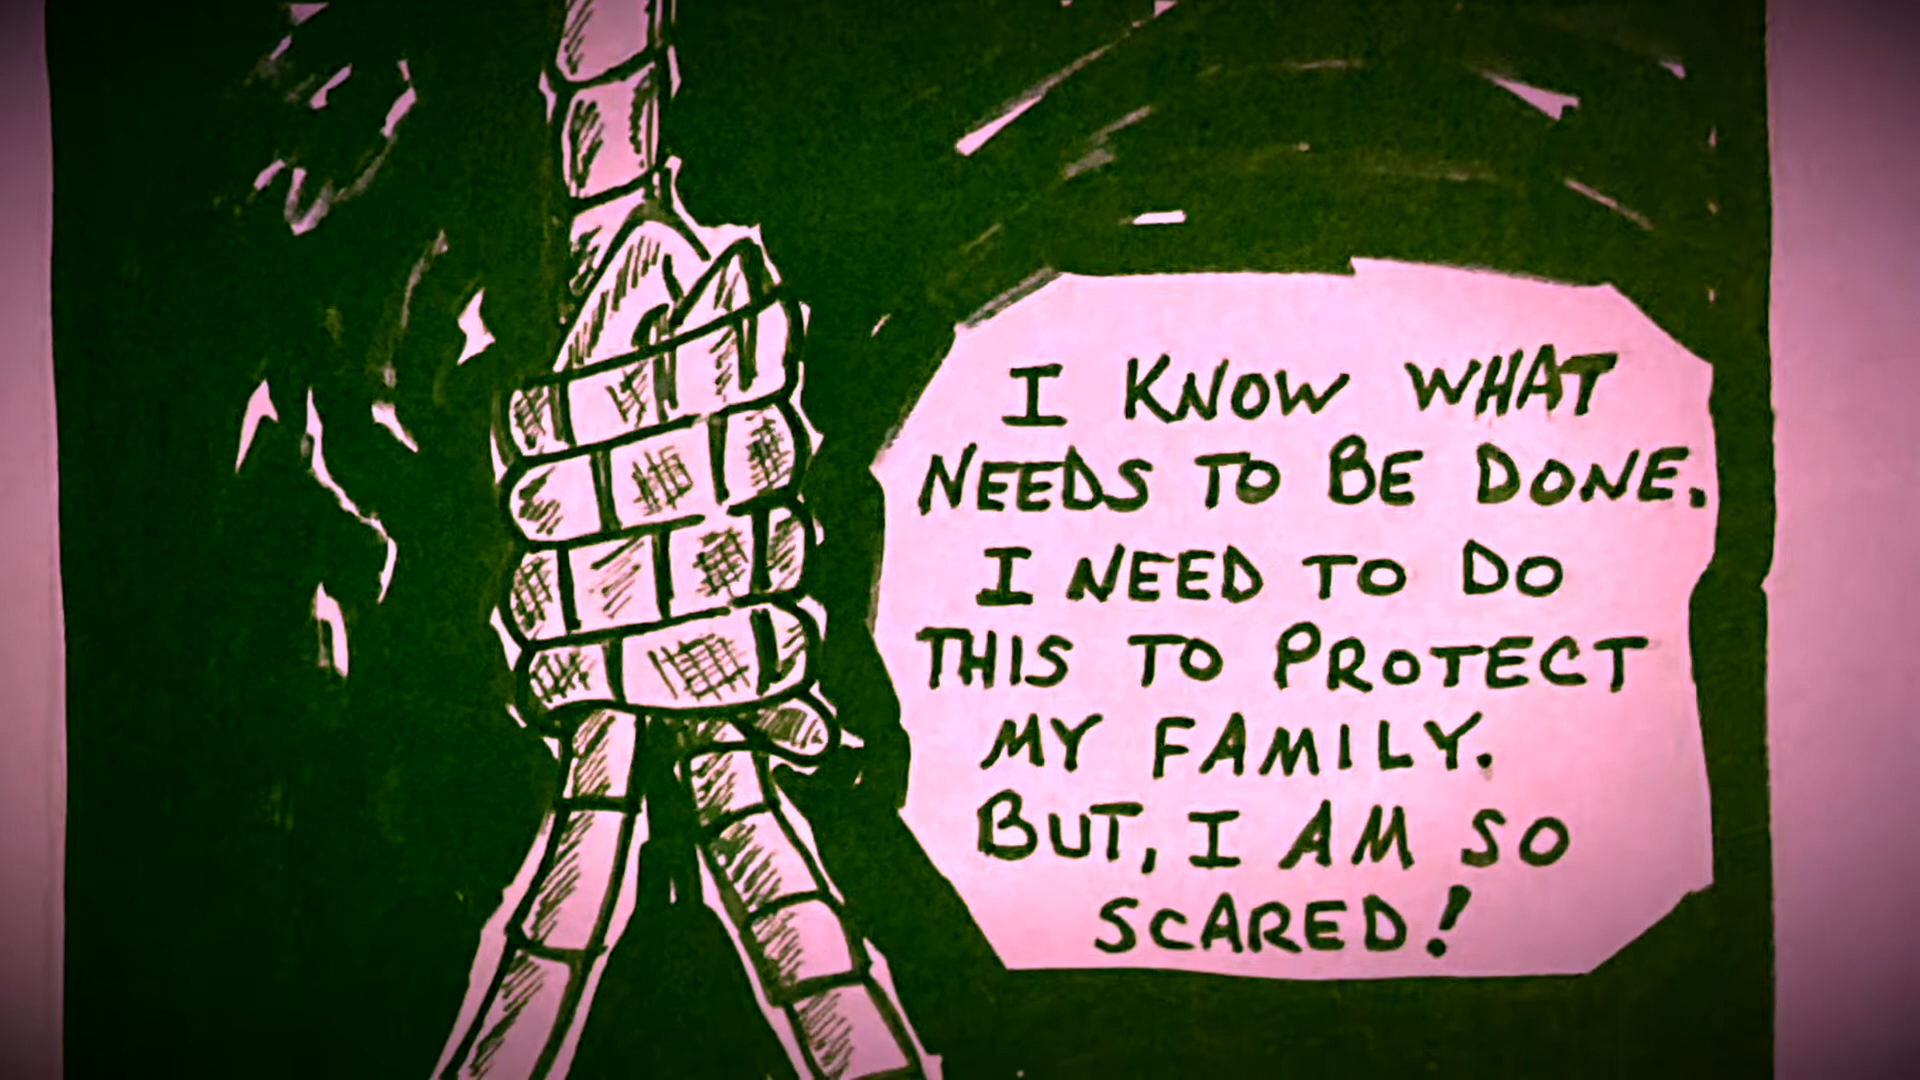 I KNOW WHAT
NEEDS TO BE DONE.
I NEED TO DO
THIS TO PROTECT
MY FAMILY.
BUT, I AM SO
SCARED!